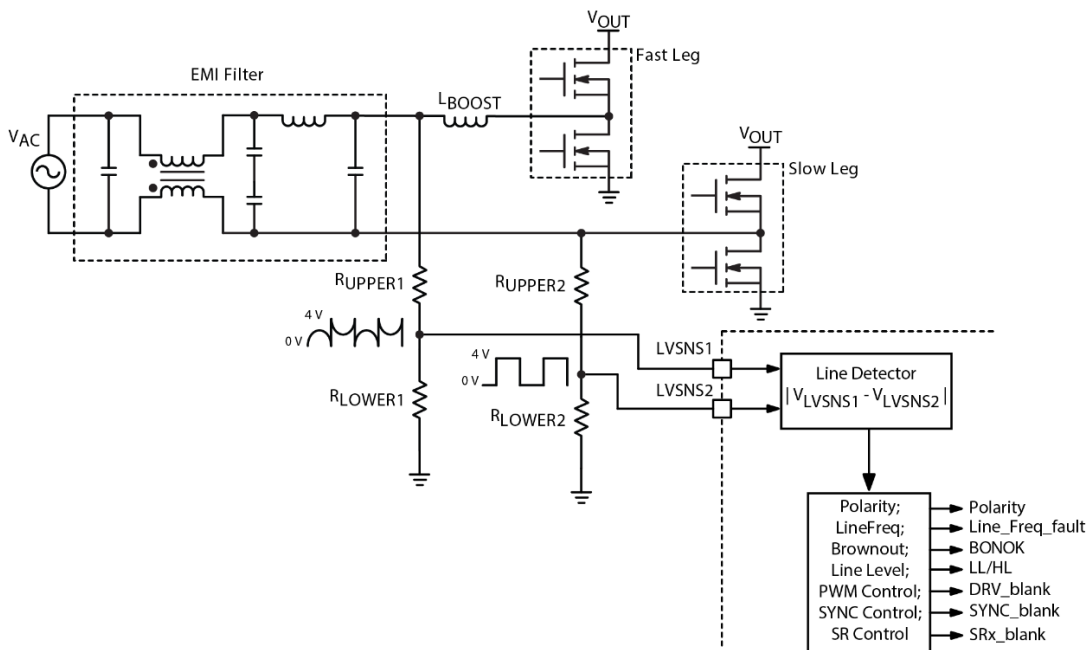 VOUT
Fast Leg
EMI Filter
LBOOST
VAC
VOUT
Slow Leg
RUPPER1
RUPPER2
4 V
0 V
4 V
0 V
LVSNS1
LVSNS2
RLOWER1
RLOWER2
Line Detector
| VLVSNS1 - VLVSNS2 |
Polarity;
LineFreq;
Brownout;
Line Level;
PWM Control;
SYNC Control;
SR Control
Polarity
Line_Freq_fault
BONOK
LL/HL
DRV_blank
SYNC_blank
SRx_blank